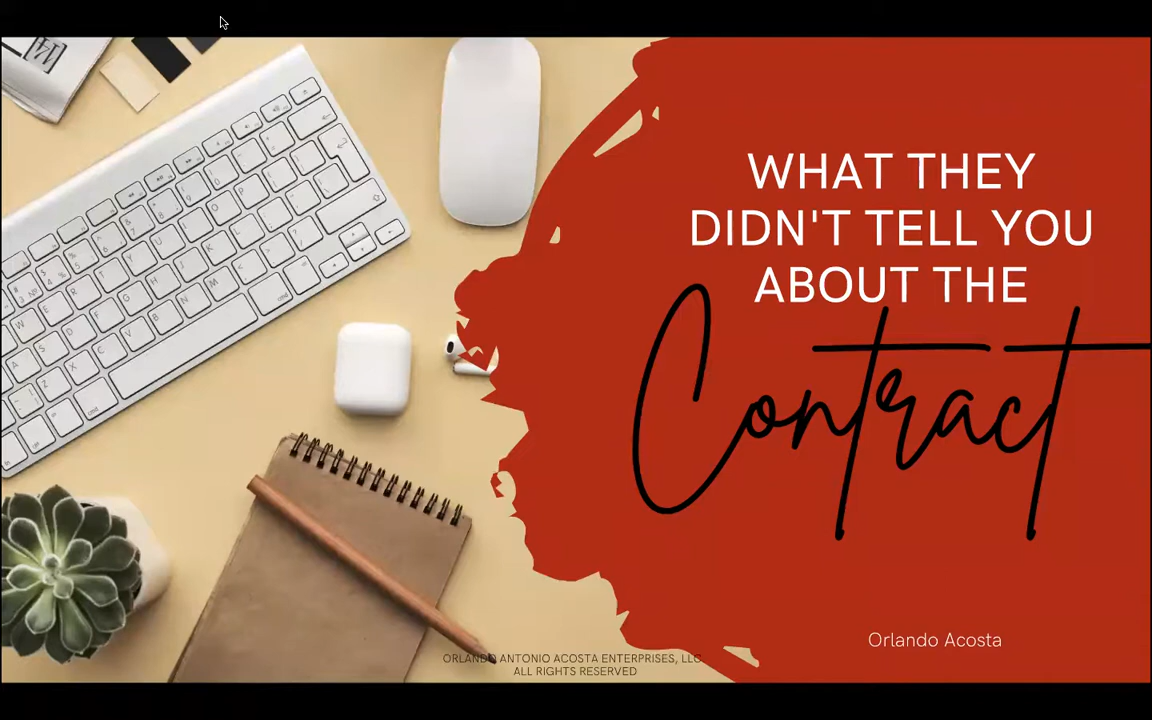 WHAT THEY
DIDN'T TELL YOU
ABOUT THE
Contract
Orlando Acosta
ORLANDO ANTONIO ACOSTA ENTERPRISES, LLC
ALL RIGHTS RESERVED